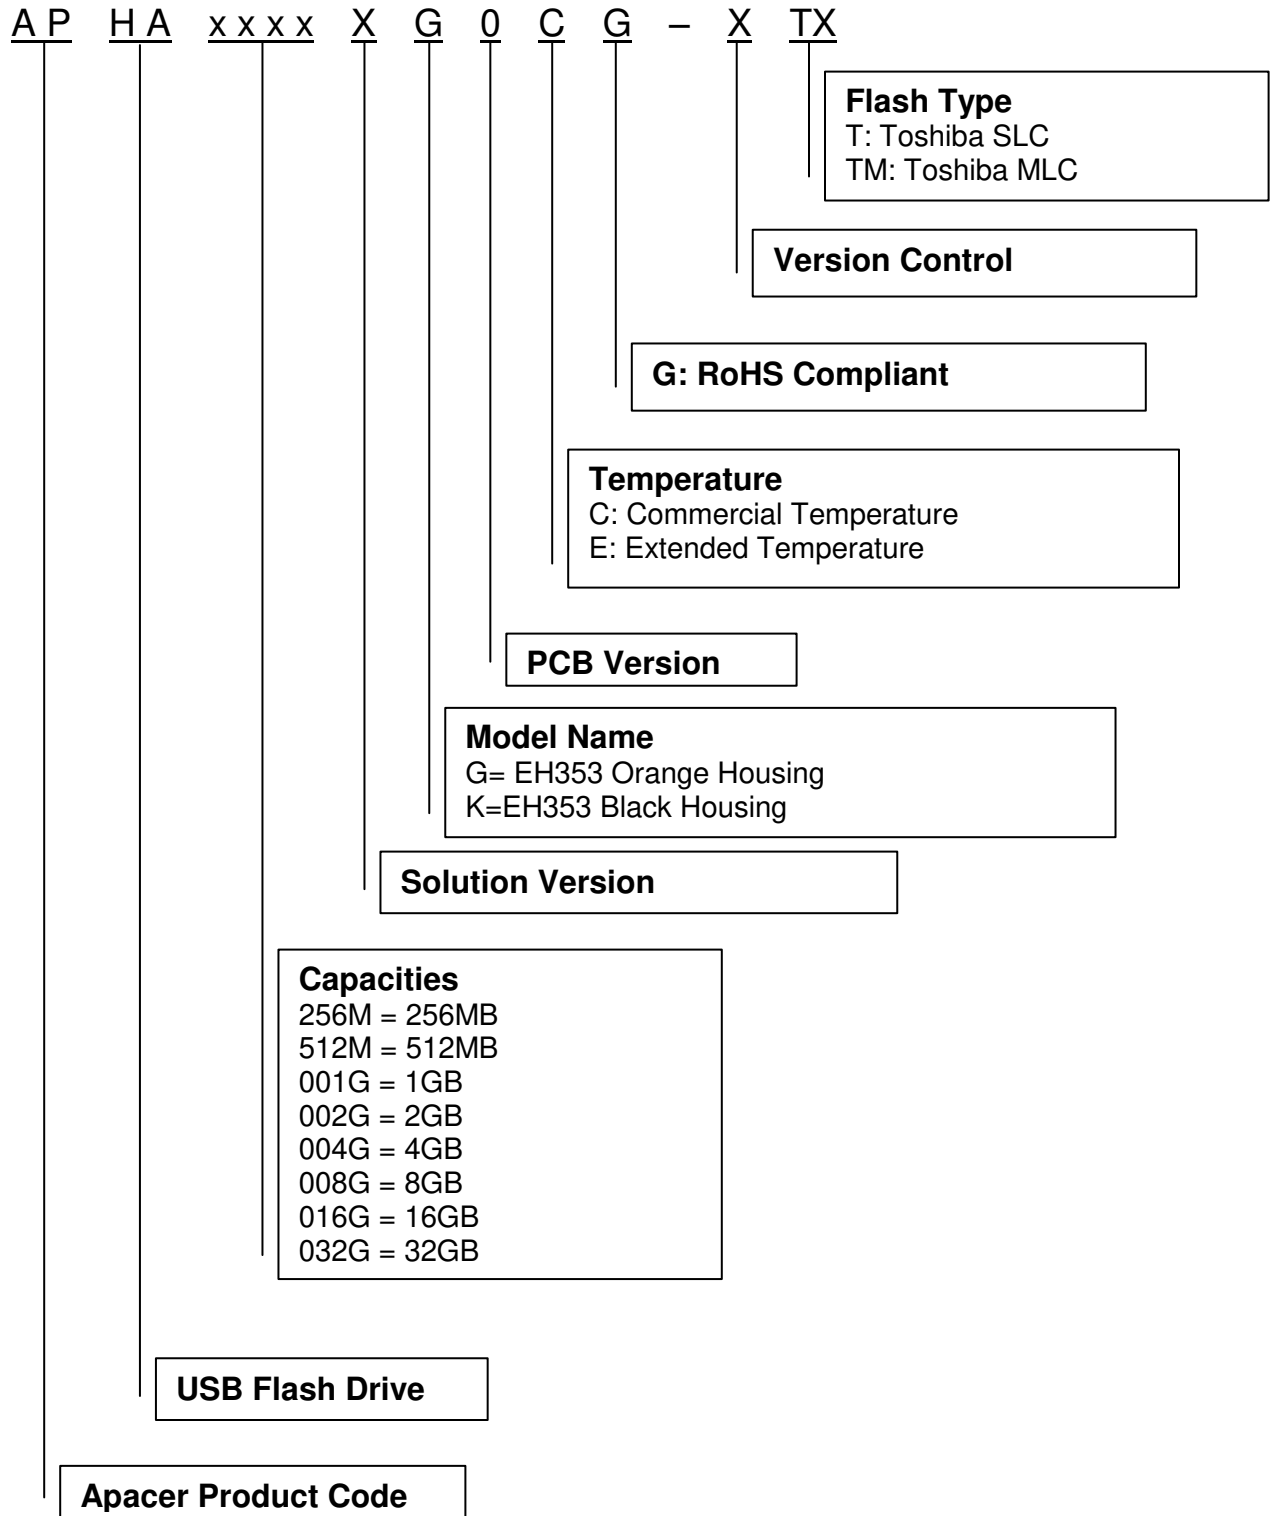 AP HA xxxx X G 0 C G – X TX
Flash Type
T: Toshiba SLC
TM: Toshiba MLC
Version Control
G: RoHS Compliant
Temperature
C: Commercial Temperature
E: Extended Temperature
PCB Version
Model Name
G= EH353 Orange Housing
K=EH353 Black Housing
Solution Version
Capacities
256M = 256MB
512M = 512MB
001G = 1GB
002G = 2GB
004G = 4GB
008G = 8GB
016G = 16GB
032G = 32GB
USB Flash Drive
Apacer Product Code